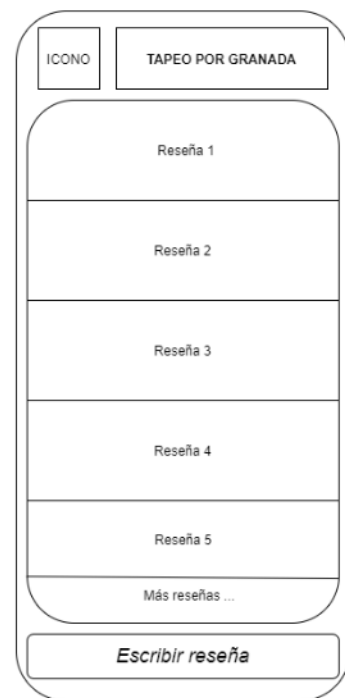 ICONO
TAPEO POR GRANADA
Reseña 1
Reseña 2
Reseña 3
Reseña 4
Reseña 5
Más reseñas ...
Escribir reseña